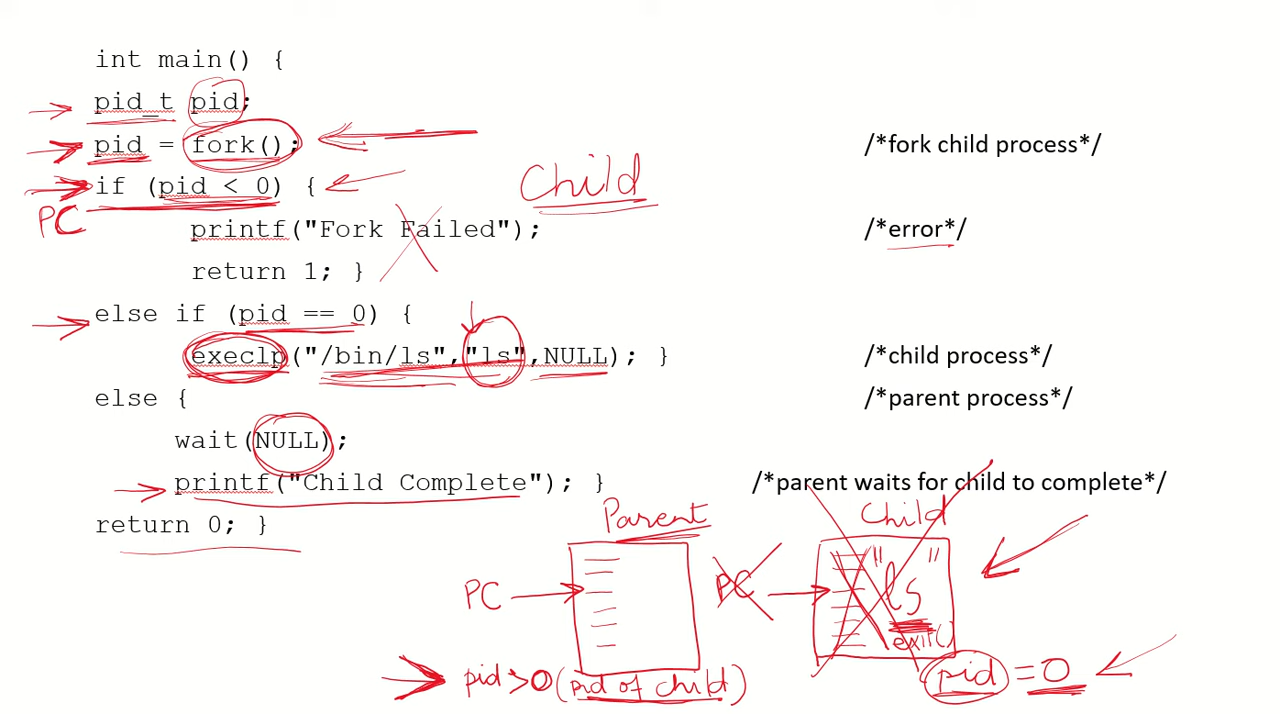 int main() {
pid_t pid;
pid = fork(); /*fork child process*/
if (pid < 0) {
Child
PC
printf("Fork Failed"); /*error*/
return 1; }
else if (pid == 0) {
execlp("/bin/ls","ls",NULL); } /*child process*/
else { /*parent process*/
wait(NULL);
printf("Child Complete"); } /*parent waits for child to complete*/
return 0; }
Parent
Child
PC
PC
"ls"
exit()
pid>0(pid of child)
pid = 0